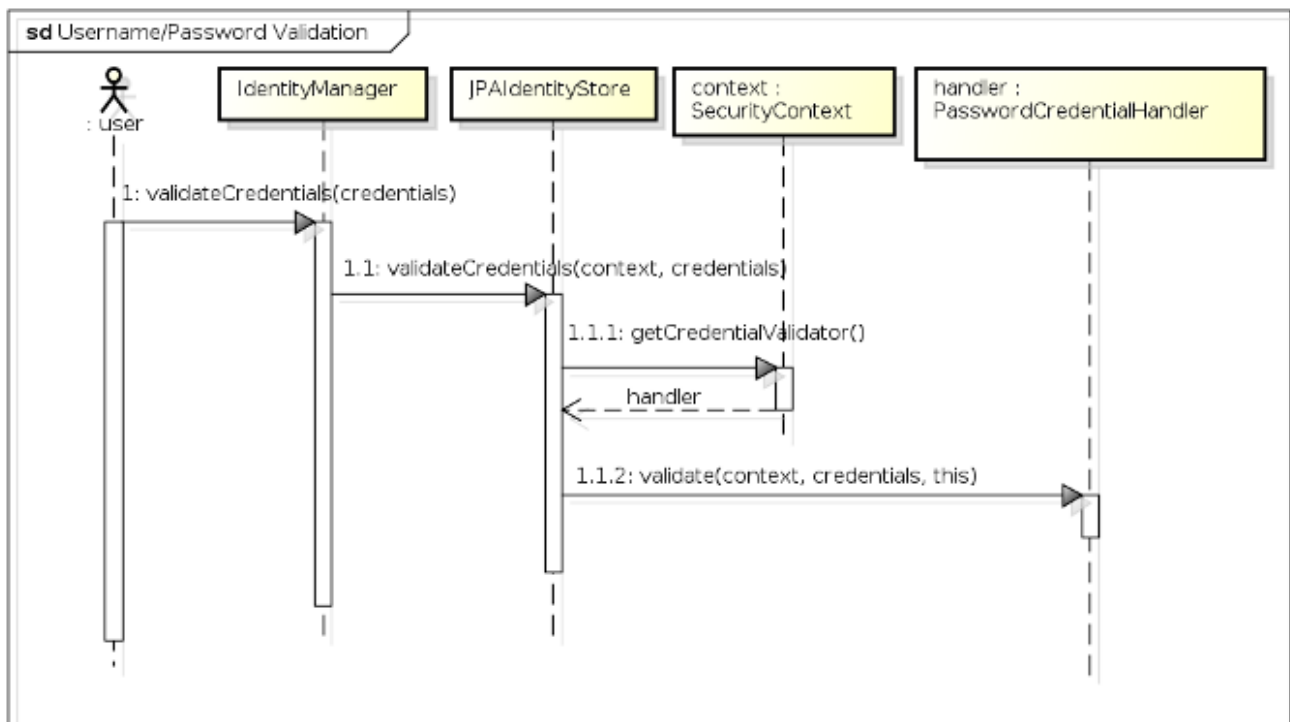 sd Username/Password Validation
: user
IdentityManager
JPAIdentityStore
context :
SecurityContext
handler :
PasswordCredentialHandler
1: validateCredentials(credentials)
1.1: validateCredentials(context, credentials)
1.1.1: getCredentialValidator()
handler
1.1.2: validate(context, credentials, this)